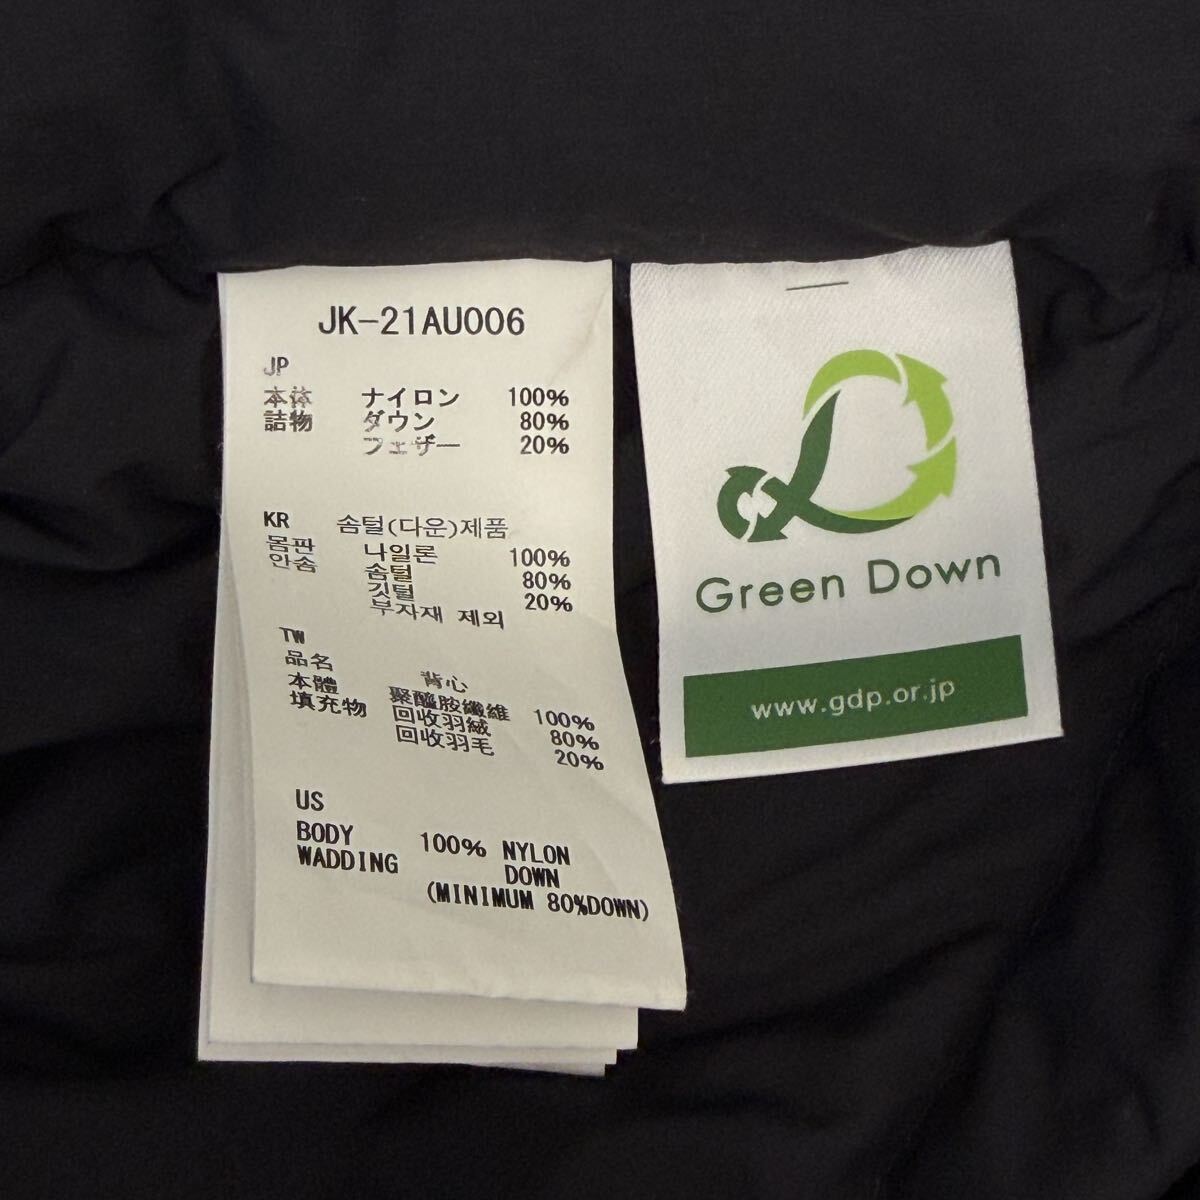 JK-21AU006
JP
本体 ナイロン 100%
詰物 ダウン 80%
フェザー 20%
KR 솜털(다운)제품
몸판 나일론 100%
안솜 솜털 80%
깃털 20%
부자재 제외
TW
品名 背心
本體 聚醯胺纖維 100%
填充物 回收羽絨 80%
回收羽毛 20%
US
BODY 100% NYLON
WADDING DOWN
(MINIMUM 80%DOWN)
Green Down
www.gdp.or.jp